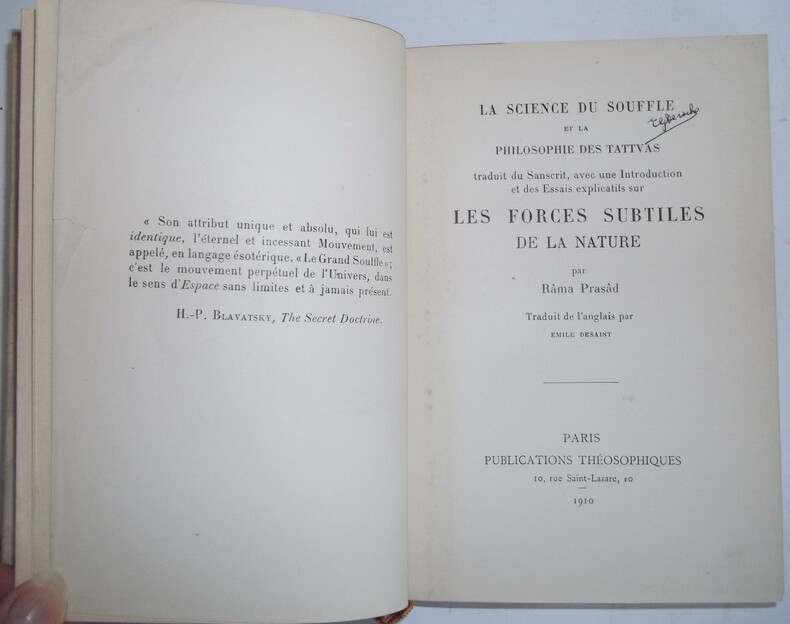 « Son attribut unique et absolu, qui lui est
identique, l'éternel et incessant Mouvement, est
appelé, en langage ésotérique, « Le Grand Souffle » ;
c'est le mouvement perpétuel de l'Univers, dans
le sens d'Espace sans limites et à jamais présent.
H.-P. BLAVATSKY, The Secret Doctrine.
LA SCIENCE DU SOUFFLE
ET LA
PHILOSOPHIE DES TATTVAS
traduit du Sanscrit, avec une Introduction
et des Essais explicatifs sur
LES FORCES SUBTILES
DE LA NATURE
par
Râma Prasâd
Traduit de l'anglais par
EMILE DESAINT
PARIS
PUBLICATIONS THÉOSOPHIQUES
10, rue Saint-Lazare, 10
1910